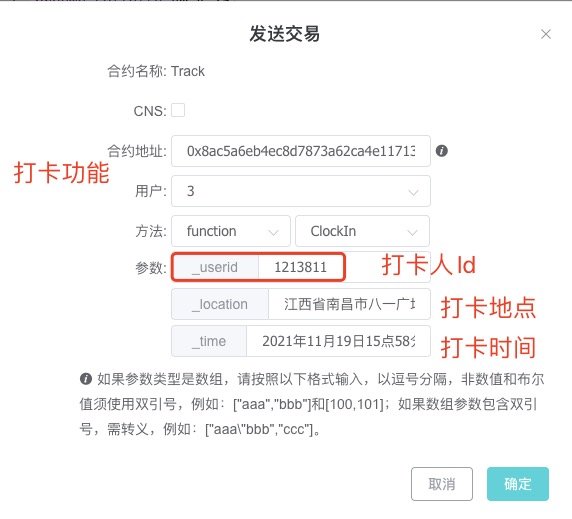 发送交易
合约名称: Track
CNS:
合约地址: 0x8ac5a6eb4ec8d7873a62ca4e11713
打卡功能
用户: 3
方法: function ClockIn
参数: _userid 1213811 打卡人Id
_location 江西省南昌市八一广 打卡地点
_time 2021年11月19日15点58 打卡时间
如果参数类型是数组，请按照以下格式输入，以逗号分隔，非数值和布尔
值须使用双引号，例如：["aaa","bbb"]和[100,101]；如果数组参数包含双引
号，需转义，例如：["aaa\"bbb","ccc"]。
取消 确定